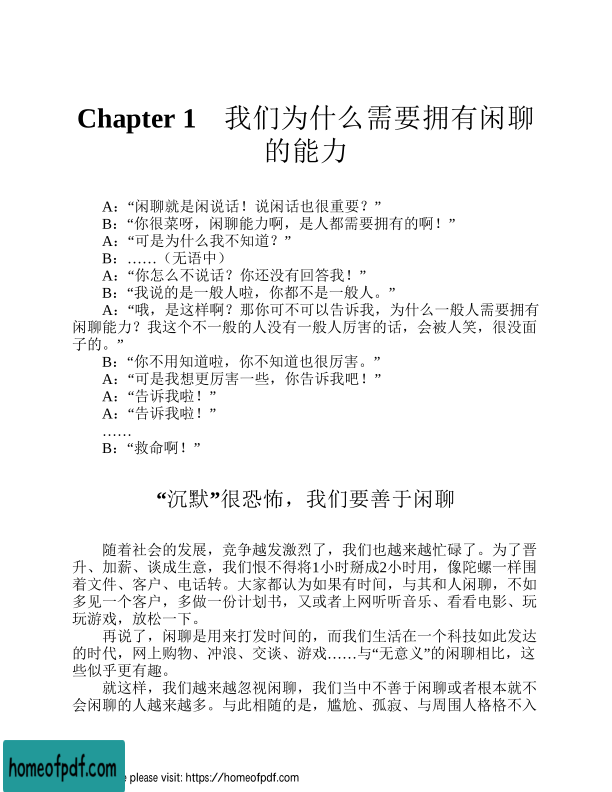 Chapter 1　我们为什么需要拥有闲聊
的能力
A：“闲聊就是闲说话！说闲话也很重要？”
B：“你很菜呀，闲聊能力啊，是人都需要拥有的啊！”
A：“可是为什么我不知道？”
B：……（无语中）
A：“你怎么不说话？你还没有回答我！”
B：“我说的是一般人啦，你都不是一般人。”
A：“哦，是这样啊？那你可不可以告诉我，为什么一般人需要拥有
闲聊能力？我这个不一般的人没有一般人厉害的话，会被人笑，很没面
子的。”
B：“你不用知道啦，你不知道也很厉害。”
A：“可是我想更厉害一些，你告诉我吧！”
A：“告诉我啦！”
A：“告诉我啦！”
……
B：“救命啊！”
“沉默”很恐怖，我们要善于闲聊
随着社会的发展，竞争越发激烈了，我们也越来越忙碌了。为了晋
升、加薪、谈成生意，我们恨不得将1小时掰成2小时用，像陀螺一样围
着文件、客户、电话转。大家都认为如果有时间，与其和人闲聊，不如
多见一个客户，多做一份计划书，又或者上网听听音乐、看看电影、玩
玩游戏，放松一下。
再说了，闲聊是用来打发时间的，而我们生活在一个科技如此发达
的时代，网上购物、冲浪、交谈、游戏……与“无意义”的闲聊相比，这
些似乎更有趣。
就这样，我们越来越忽视闲聊，我们当中不善于闲聊或者根本就不
会闲聊的人越来越多。与此相随的是，尴尬、孤寂、与周围人格格不入
homeofpdf.com
e please visit: https://homeofpdf.com